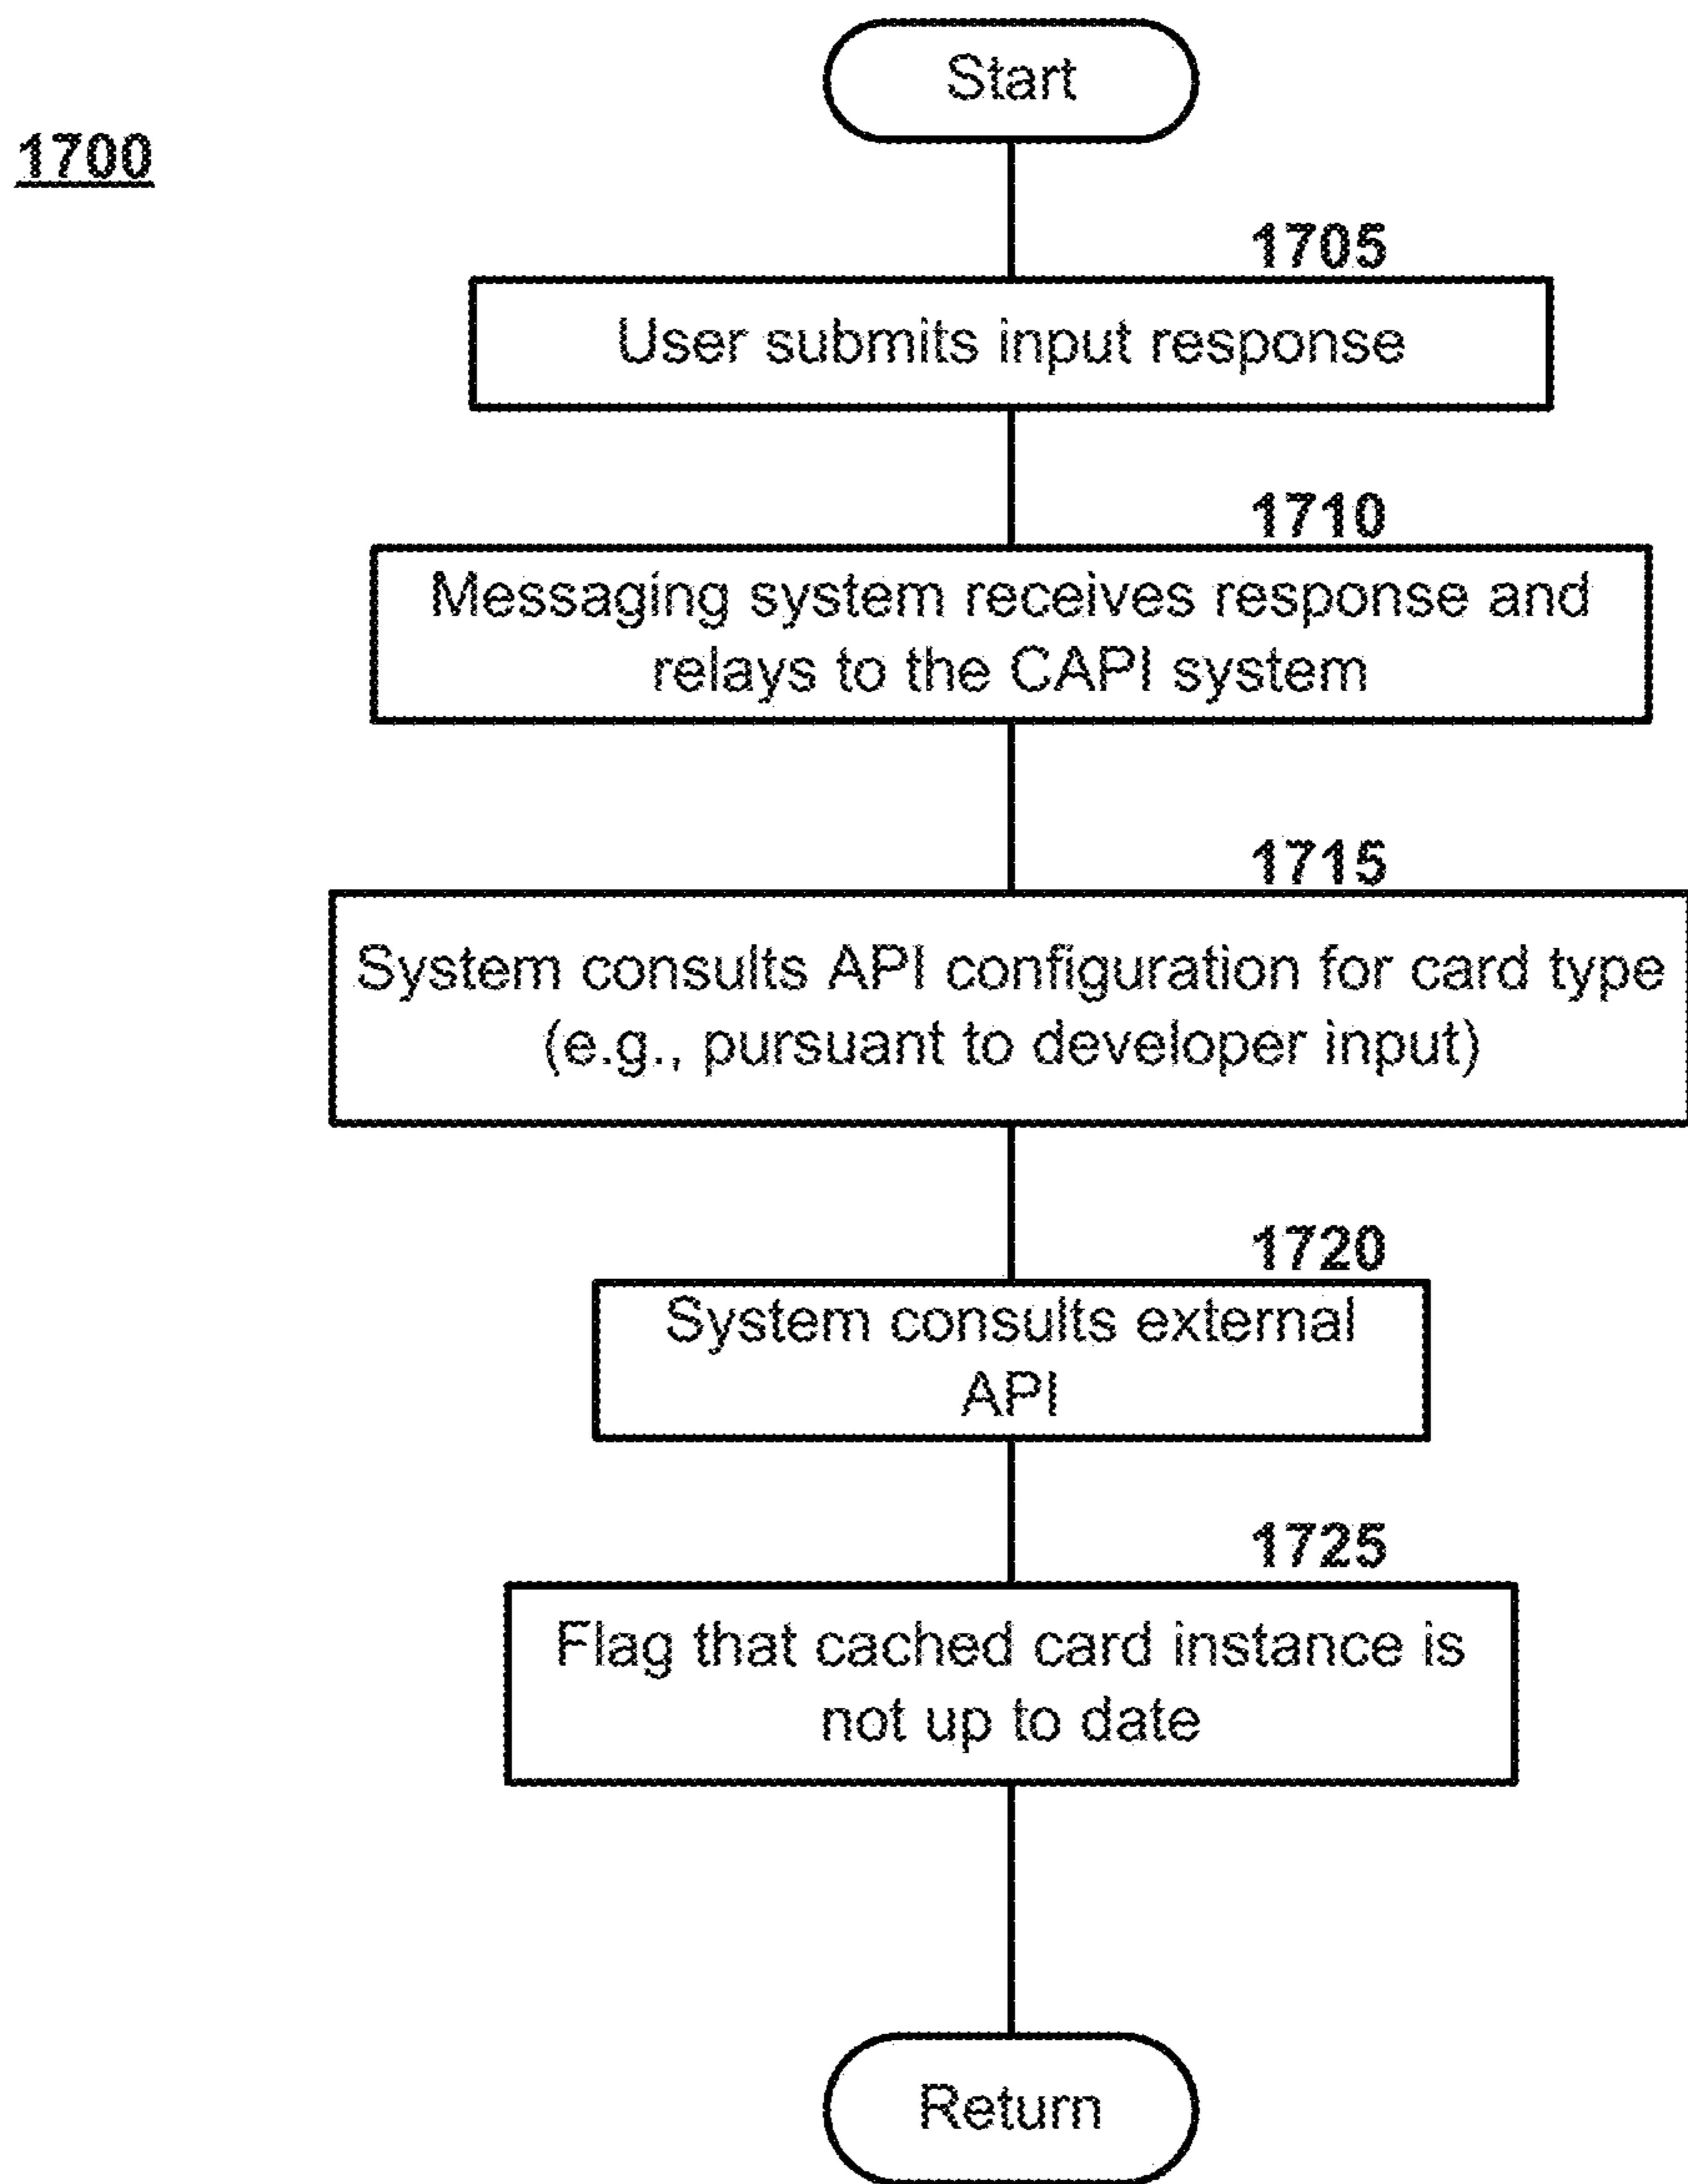 Start
1700
1705
User submits input response
1710
Messaging system receives response and
relays to the CAPI system
1715
System consults API configuration for card type
(e.g., pursuant to developer input)
1720
System consults external
API
1725
Flag that cached card instance is
not up to date
Return